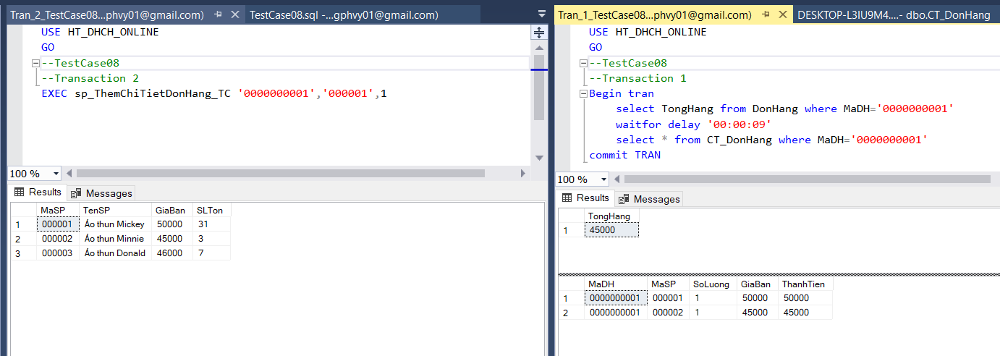 Tran_2_TestCase08...phvy01@gmail.com)
TestCase08.sql -...gphvy01@gmail.com)
USE HT_DHCH_ONLINE
GO
--TestCase08
--Transaction 2
EXEC sp_ThemChiTietDonHang_TC '0000000001','000001',1
100 %
Results Messages
MaSP TenSP GiaBan SLTon
1 000001 Áo thun Mickey 50000 31
2 000002 Áo thun Minnie 45000 3
3 000003 Áo thun Donald 46000 7
Tran_1_TestCase08...phvy01@gmail.com)
DESKTOP-L3IU9M4....- dbo.CT_DonHang
USE HT_DHCH_ONLINE
GO
--TestCase08
--Transaction 1
Begin tran
select TongHang from DonHang where MaDH='0000000001'
waitfor delay '00:00:09'
select * from CT_DonHang where MaDH='0000000001'
commit TRAN
100 %
Results Messages
TongHang
1 45000
MaDH MaSP SoLuong GiaBan ThanhTien
1 0000000001 000001 1 50000 50000
2 0000000001 000002 1 45000 45000